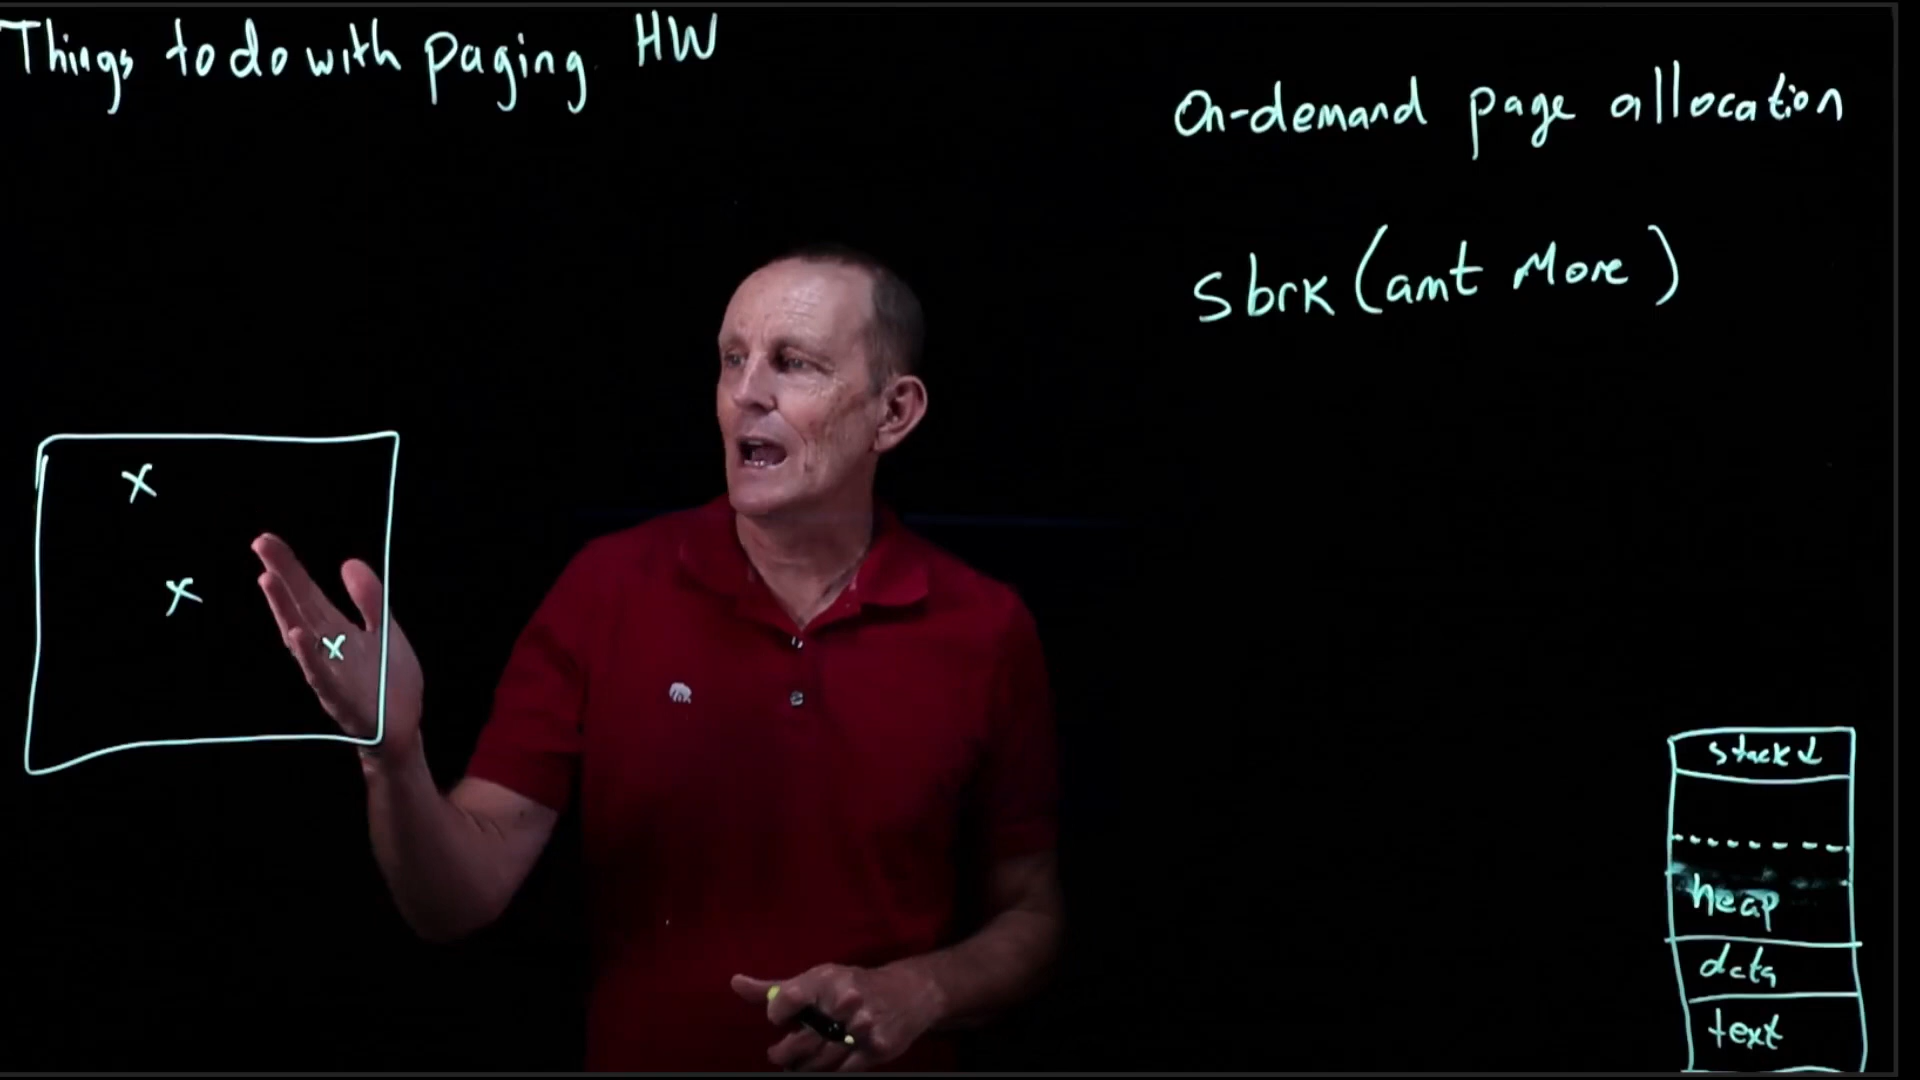 Things to do with paging HW
On-demand page allocation
sbrk (amt More)
x
x
x
stack ↓
heap
data
text